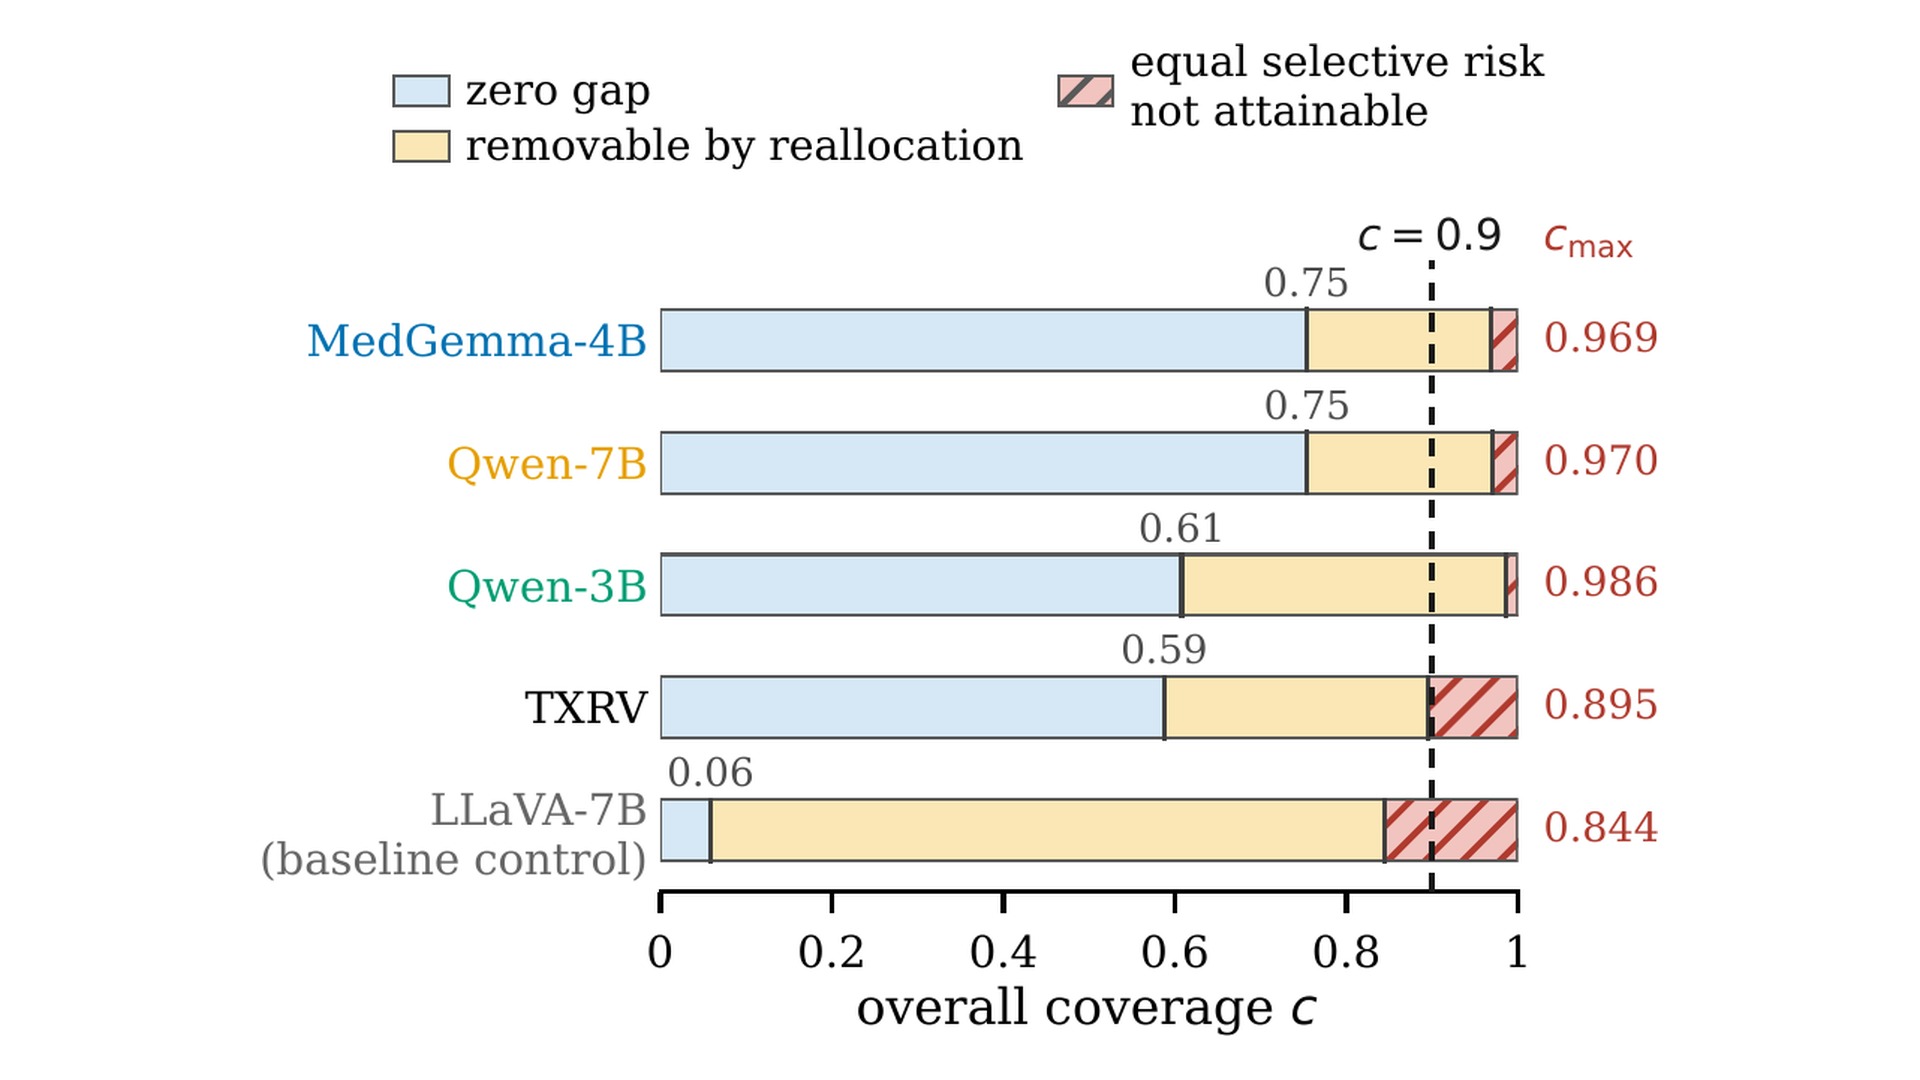 zero gap
removable by reallocation
equal selective risk
not attainable
c = 0.9
c_max
0.75
MedGemma-4B
0.969
0.75
Qwen-7B
0.970
0.61
Qwen-3B
0.986
0.59
TXRV
0.895
0.06
LLaVA-7B
(baseline control)
0.844
0 0.2 0.4 0.6 0.8 1
overall coverage c